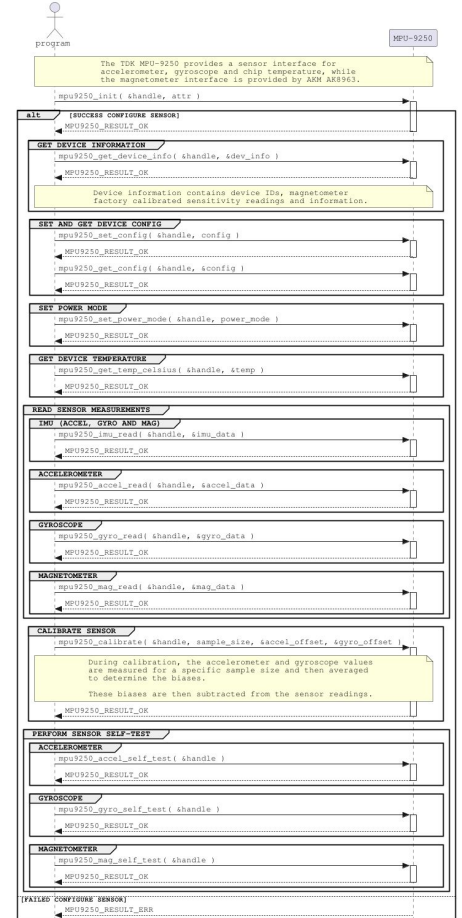 program
MPU-9250
The TDK MPU-9250 provides a sensor interface for
accelerometer, gyroscope and chip temperature, while
the magnetometer interface is provided by AKM AK8963.
mpu9250_init( &handle, attr )
alt [SUCCESS CONFIGURE SENSOR]
MPU9250_RESULT_OK
GET DEVICE INFORMATION
mpu9250_get_device_info( &handle, &dev_info )
MPU9250_RESULT_OK
Device information contains device IDs, magnetometer
factory calibrated sensitivity readings and information.
SET AND GET DEVICE CONFIG
mpu9250_set_config( &handle, config )
MPU9250_RESULT_OK
mpu9250_get_config( &handle, &config )
MPU9250_RESULT_OK
SET POWER MODE
mpu9250_set_power_mode( &handle, power_mode )
MPU9250_RESULT_OK
GET DEVICE TEMPERATURE
mpu9250_get_temp_celsius( &handle, &temp )
MPU9250_RESULT_OK
READ SENSOR MEASUREMENTS
IMU (ACCEL, GYRO AND MAG)
mpu9250_imu_read( &handle, &imu_data )
MPU9250_RESULT_OK
ACCELEROMETER
mpu9250_accel_read( &handle, &accel_data )
MPU9250_RESULT_OK
GYROSCOPE
mpu9250_gyro_read( &handle, &gyro_data )
MPU9250_RESULT_OK
MAGNETOMETER
mpu9250_mag_read( &handle, &mag_data )
MPU9250_RESULT_OK
CALIBRATE SENSOR
mpu9250_calibrate( &handle, sample_size, &accel_offset, &gyro_offset )
During calibration, the accelerometer and gyroscope values
are measured for a specific sample size and then averaged
to determine the biases.
These biases are then subtracted from the sensor readings.
MPU9250_RESULT_OK
PERFORM SENSOR SELF-TEST
ACCELEROMETER
mpu9250_accel_self_test( &handle )
MPU9250_RESULT_OK
GYROSCOPE
mpu9250_gyro_self_test( &handle )
MPU9250_RESULT_OK
MAGNETOMETER
mpu9250_mag_self_test( &handle )
MPU9250_RESULT_OK
[FAILED CONFIGURE SENSOR]
MPU9250_RESULT_ERR